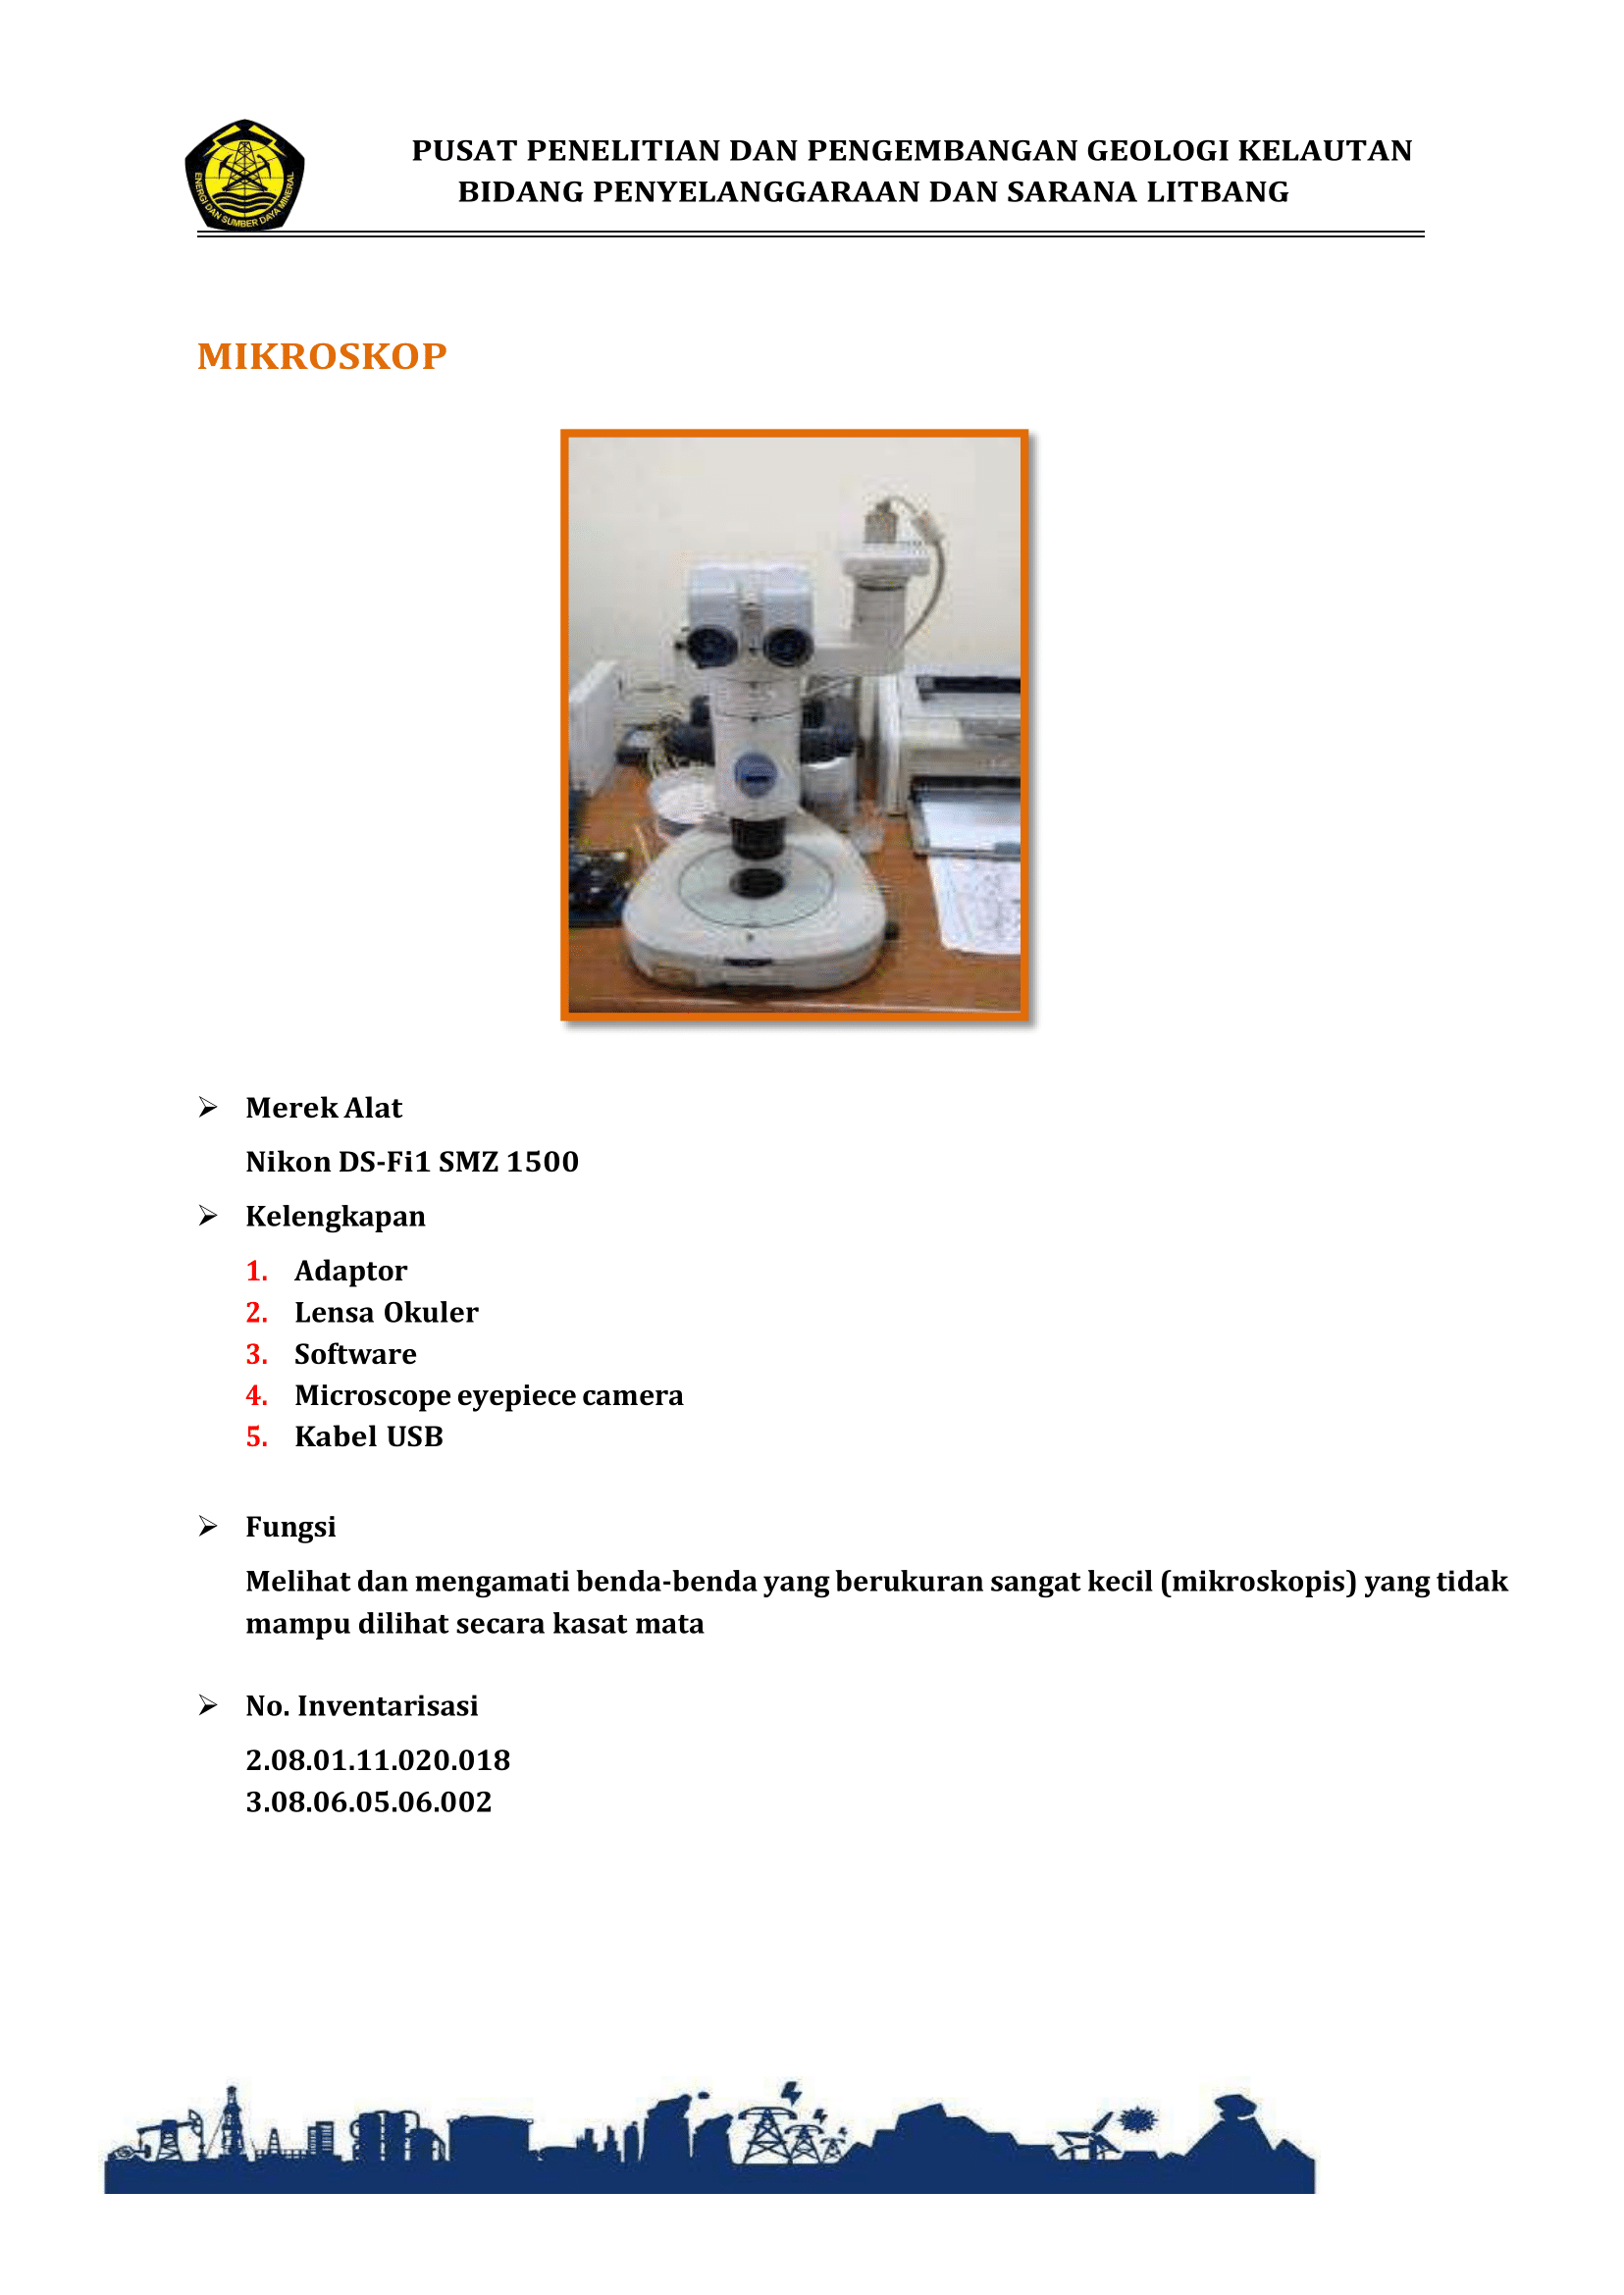 ENERGI DAN SUMBER DAYA MINERAL
PUSAT PENELITIAN DAN PENGEMBANGAN GEOLOGI KELAUTAN
BIDANG PENYELANGGARAAN DAN SARANA LITBANG
MIKROSKOP
➢ Merek Alat
Nikon DS-Fi1 SMZ 1500
➢ Kelengkapan
1. Adaptor
2. Lensa Okuler
3. Software
4. Microscope eyepiece camera
5. Kabel USB
➢ Fungsi
Melihat dan mengamati benda-benda yang berukuran sangat kecil (mikroskopis) yang tidak
mampu dilihat secara kasat mata
➢ No. Inventarisasi
2.08.01.11.020.018
3.08.06.05.06.002